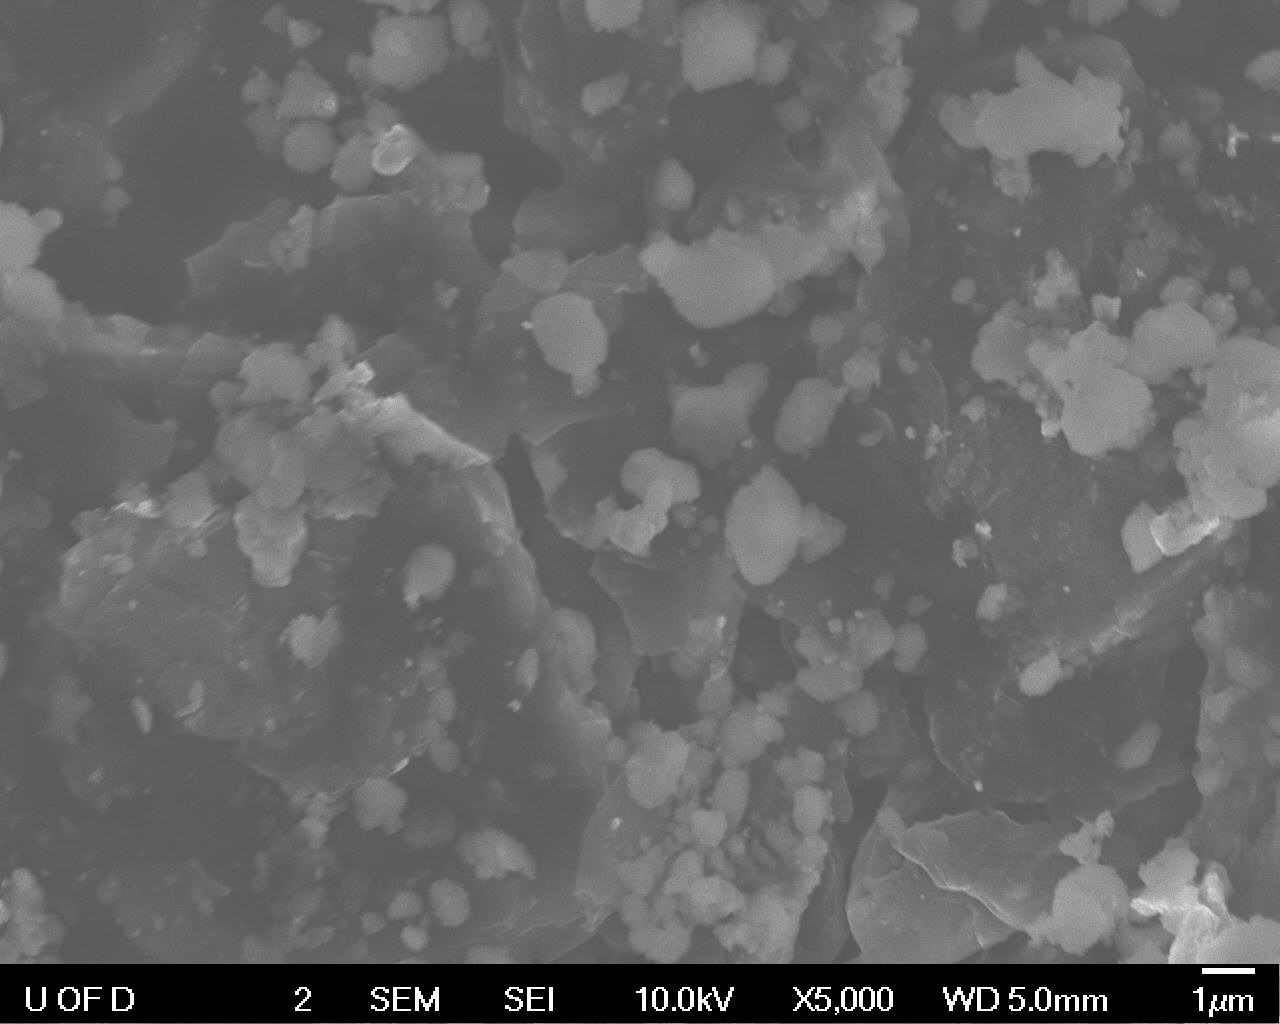 U OF D 2 SEM SEI 10.0kV X5,000 WD 5.0mm 1μm